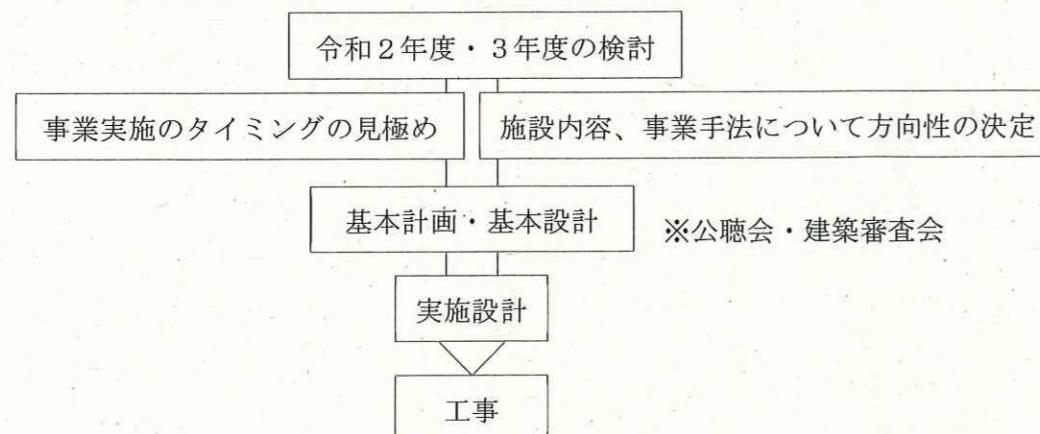 令和２年度・３年度の検討
事業実施のタイミングの見極め
施設内容、事業手法について方向性の決定
基本計画・基本設計
※公聴会・建築審査会
実施設計
工事